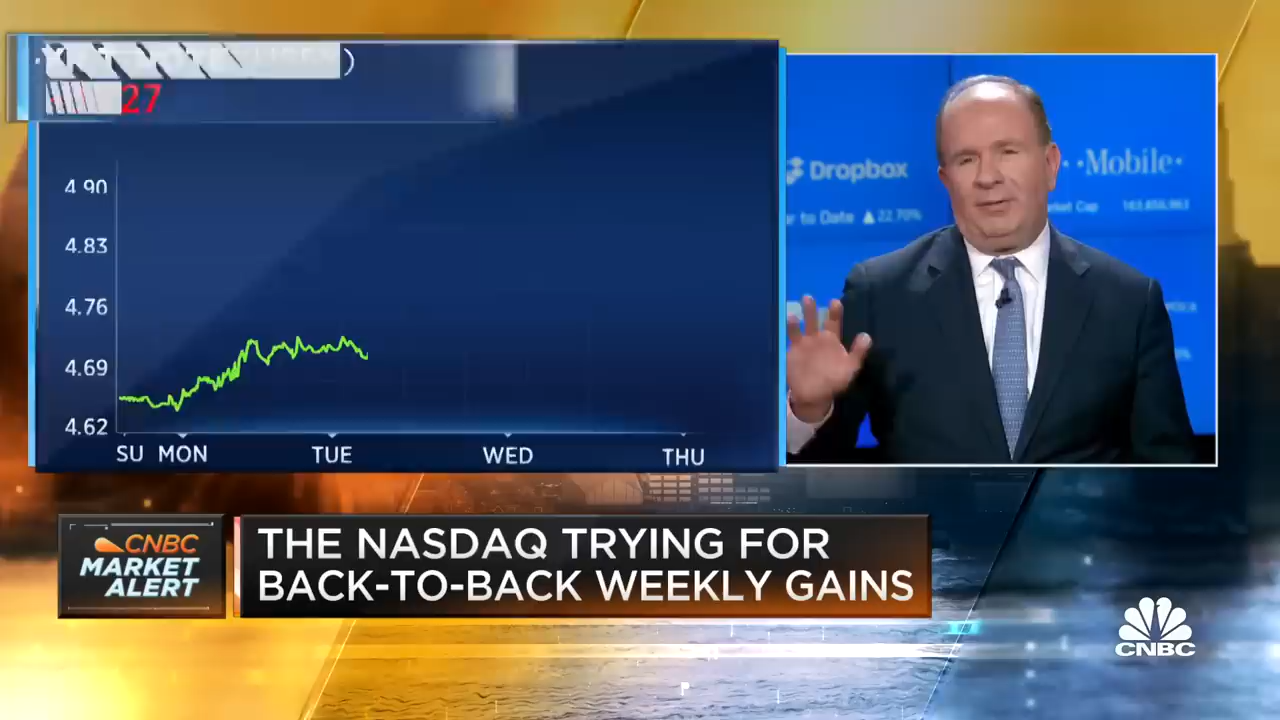 27
4.90
4.83
4.76
4.69
4.62
SU MON TUE WED THU
Dropbox
to Date ▲22.70%
Mobile
Cap
CNBC
MARKET
ALERT
THE NASDAQ TRYING FOR
BACK-TO-BACK WEEKLY GAINS
CNBC